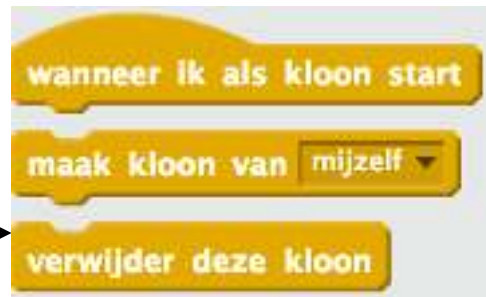 wanneer ik als kloon start
maak kloon van mijzelf
verwijder deze kloon